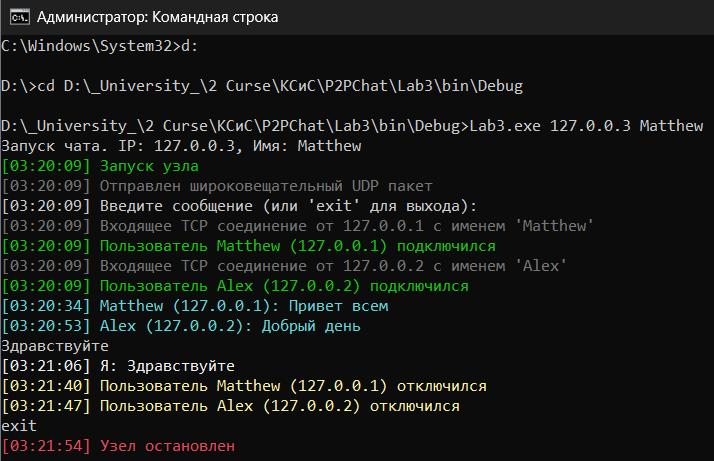 Администратор: Командная строка
C:\Windows\System32>d:
D:\>cd D:\_University_\2 Curse\КСиС\P2PChat\Lab3\bin\Debug
D:\_University_\2 Curse\КСиС\P2PChat\Lab3\bin\Debug>Lab3.exe 127.0.0.3 Matthew
Запуск чата. IP: 127.0.0.3, Имя: Matthew
[03:20:09] Запуск узла
[03:20:09] Отправлен широковещательный UDP пакет
[03:20:09] Введите сообщение (или 'exit' для выхода):
[03:20:09] Входящее TCP соединение от 127.0.0.1 с именем 'Matthew'
[03:20:09] Пользователь Matthew (127.0.0.1) подключился
[03:20:09] Входящее TCP соединение от 127.0.0.2 с именем 'Alex'
[03:20:09] Пользователь Alex (127.0.0.2) подключился
[03:20:34] Matthew (127.0.0.1): Привет всем
[03:20:53] Alex (127.0.0.2): Добрый день
Здравствуйте
[03:21:06] Я: Здравствуйте
[03:21:40] Пользователь Matthew (127.0.0.1) отключился
[03:21:47] Пользователь Alex (127.0.0.2) отключился
exit
[03:21:54] Узел остановлен